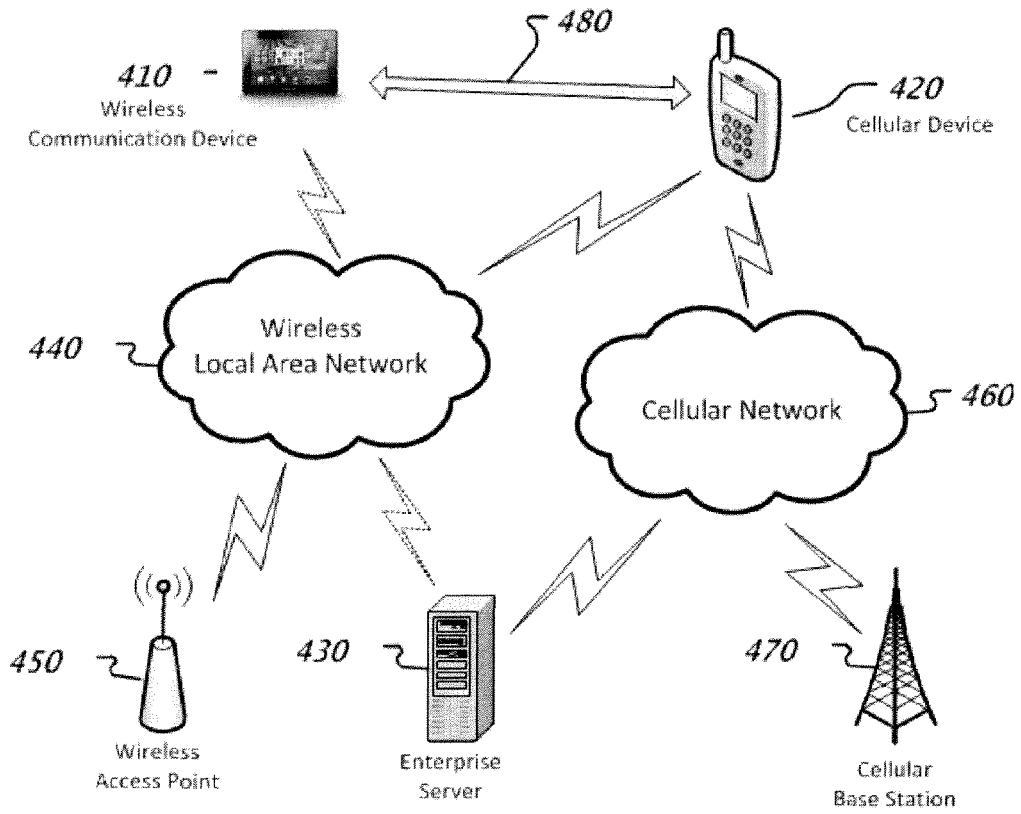 480
410
Wireless
Communication Device
420
Cellular Device
Wireless
Local Area Network
440
Cellular Network
460
450
430
470
Wireless
Access Point
Enterprise
Server
Cellular
Base Station